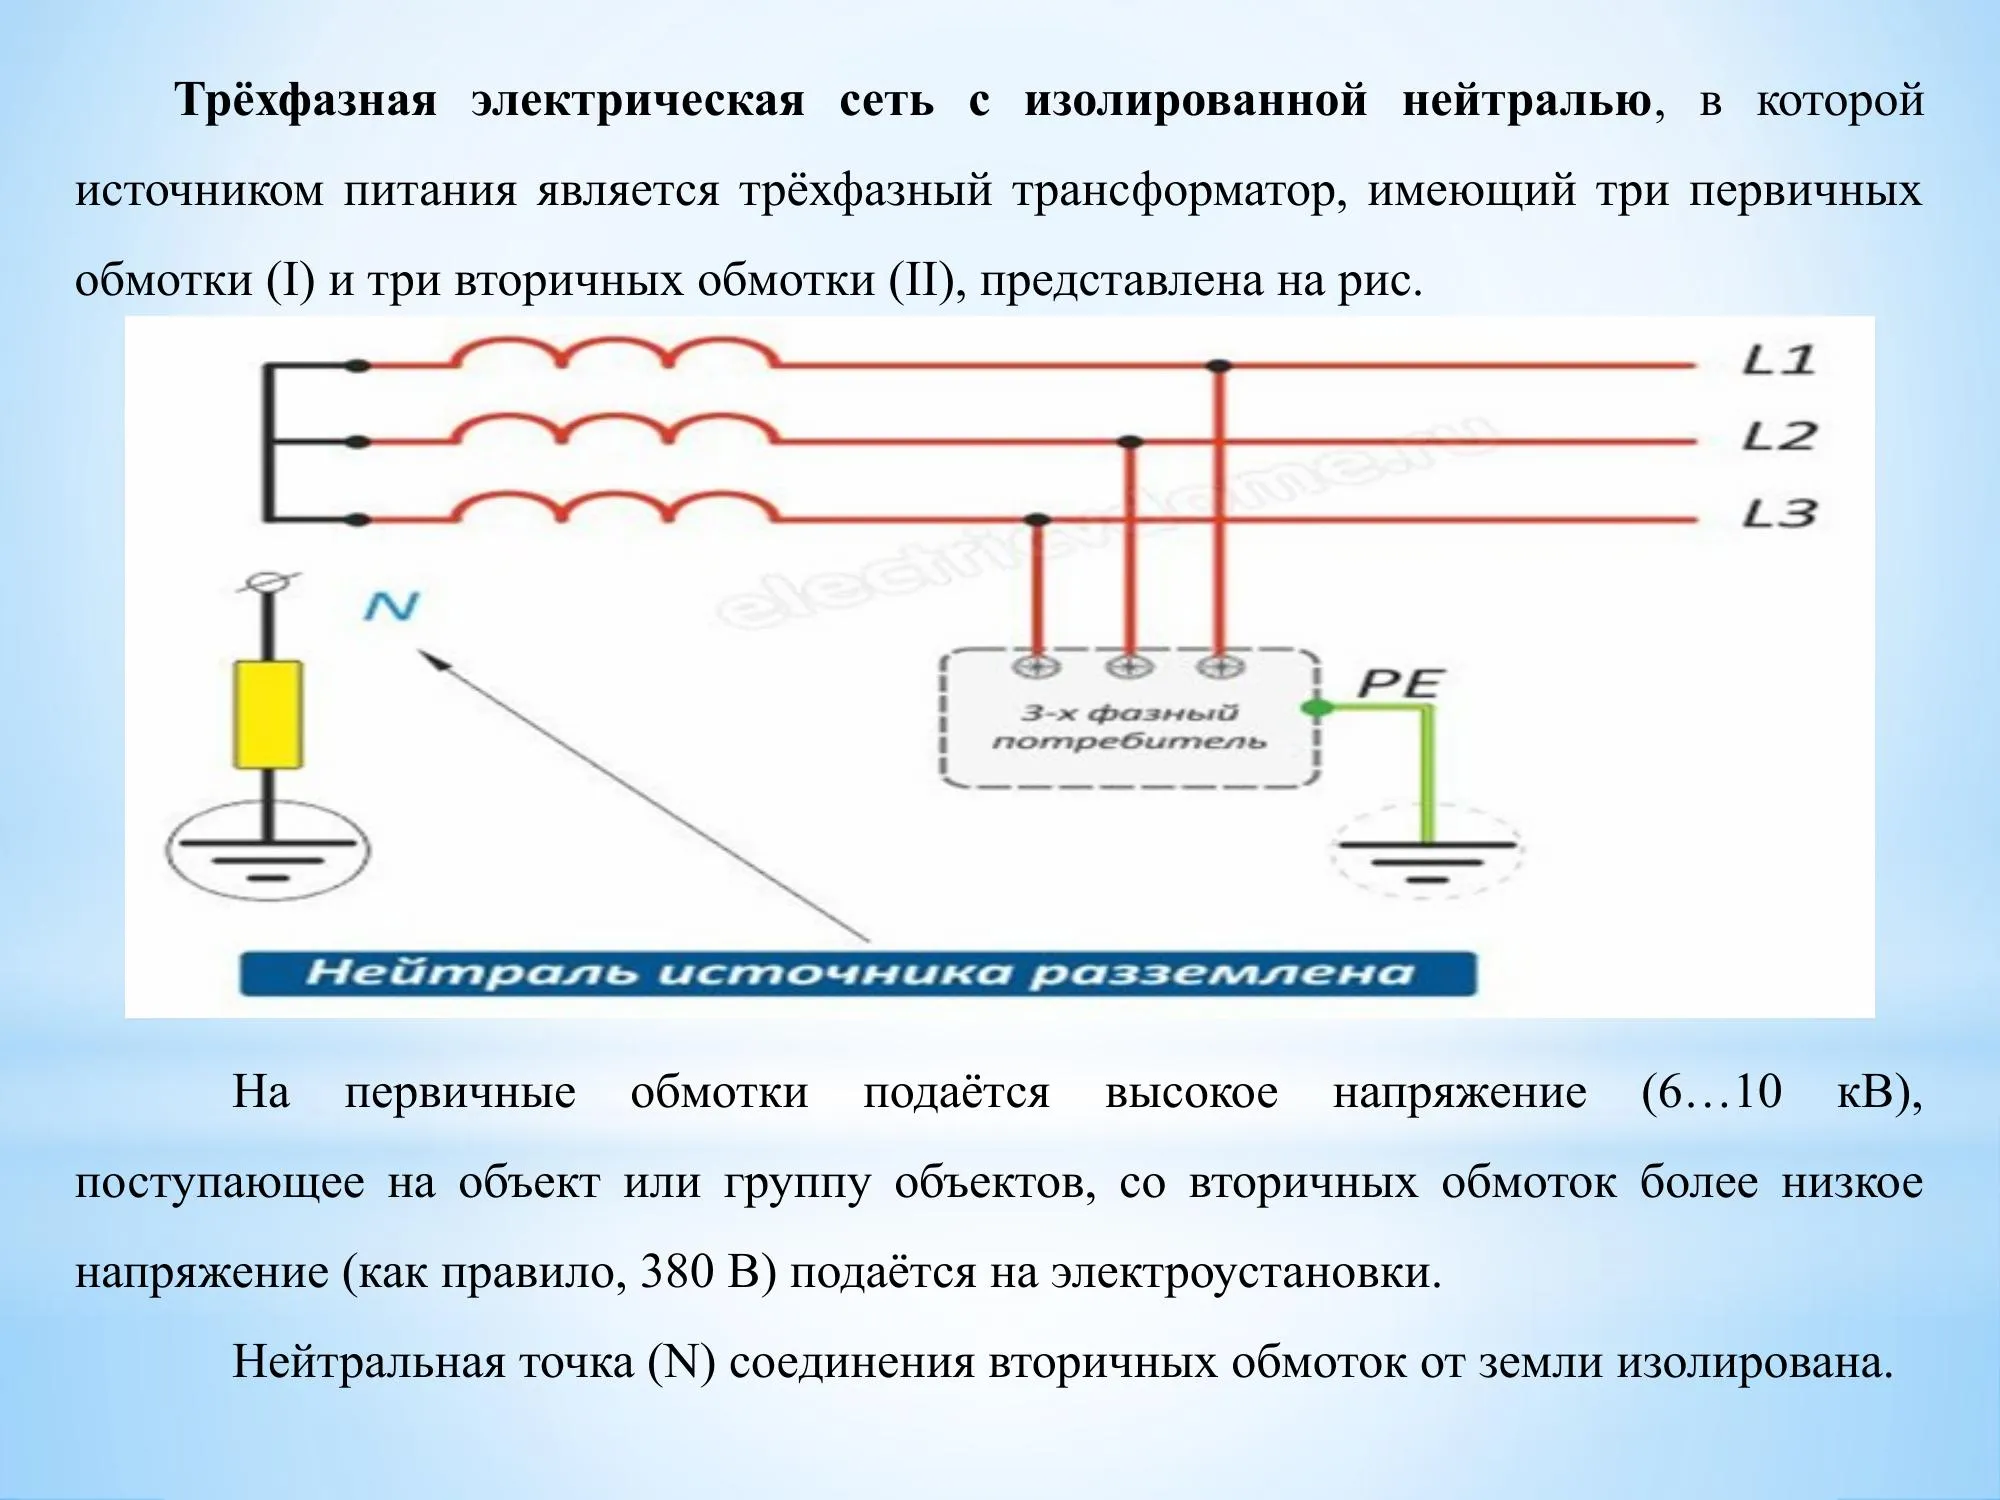 Трёхфазная электрическая сеть с изолированной нейтралью, в которой
источником питания является трёхфазный трансформатор, имеющий три первичных
обмотки (I) и три вторичных обмотки (II), представлена на рис.
L1
L2
L3
electricvdome.ru
N
PE
3-х фазный
потребитель
Нейтраль источника разземлена
На первичные обмотки подаётся высокое напряжение (6…10 кВ),
поступающее на объект или группу объектов, со вторичных обмоток более низкое
напряжение (как правило, 380 В) подаётся на электроустановки.
Нейтральная точка (N) соединения вторичных обмоток от земли изолирована.